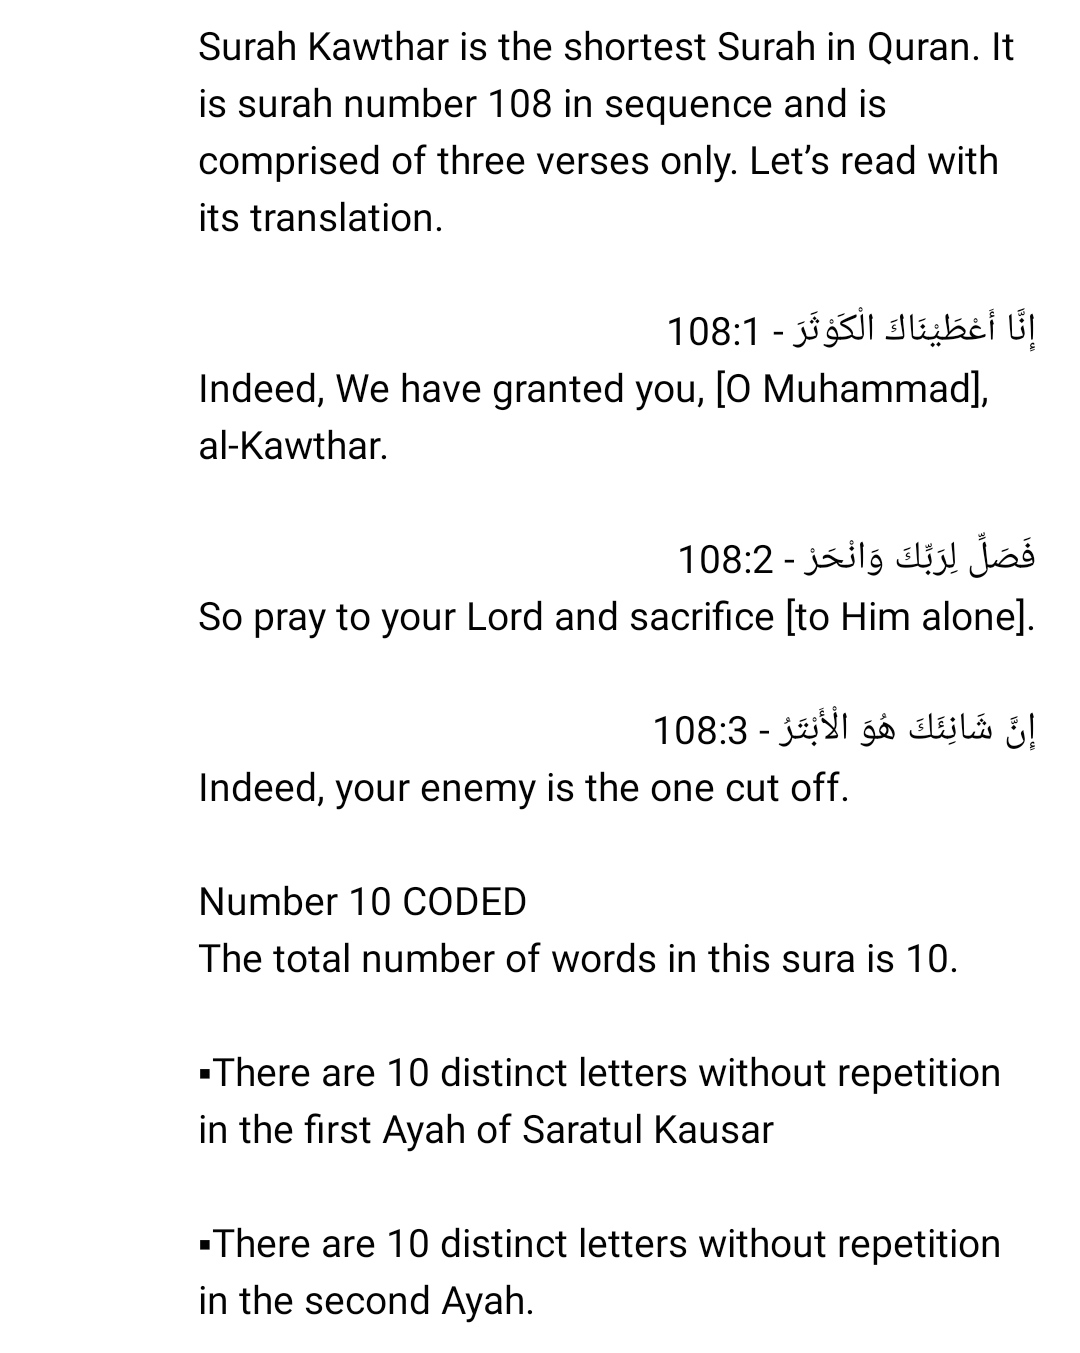 Surah Kawthar is the shortest Surah in Quran. It
is surah number 108 in sequence and is
comprised of three verses only. Let’s read with
its translation.
إِنَّا أَعْطَيْنَاكَ الْكَوْثَرَ - 108:1
Indeed, We have granted you, [O Muhammad],
al-Kawthar.
فَصَلِّ لِرَبِّكَ وَانْحَرْ - 108:2
So pray to your Lord and sacrifice [to Him alone].
إِنَّ شَانِئَكَ هُوَ الْأَبْتَرُ - 108:3
Indeed, your enemy is the one cut off.
Number 10 CODED
The total number of words in this sura is 10.
▪There are 10 distinct letters without repetition
in the first Ayah of Saratul Kausar
▪There are 10 distinct letters without repetition
in the second Ayah.